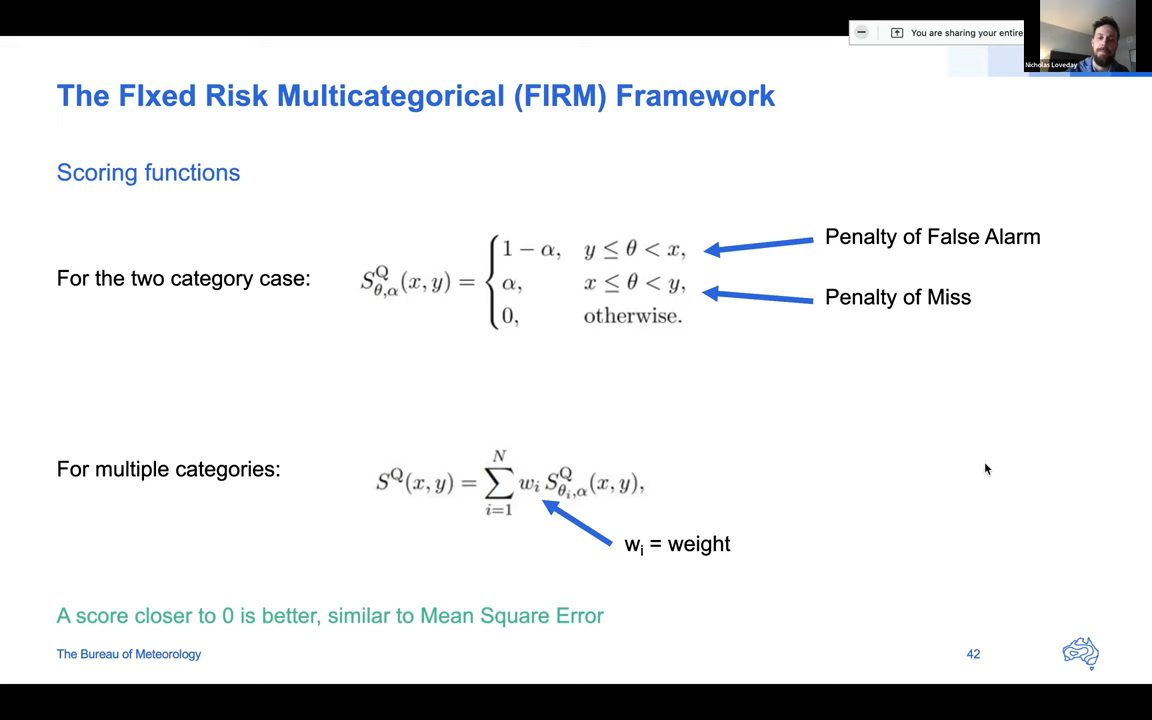 You are sharing your entire
Nicholas Loveday
The FIxed Risk Multicategorical (FIRM) Framework
Scoring functions
Penalty of False Alarm
For the two category case: S^Q_{θ,α}(x, y) = { 1 − α, y ≤ θ < x,
α, x ≤ θ < y,
0, otherwise.
Penalty of Miss
For multiple categories: S^Q(x, y) = ∑_{i=1}^{N} w_i S^Q_{θ_i,α}(x, y),
w_i = weight
A score closer to 0 is better, similar to Mean Square Error
The Bureau of Meteorology
42